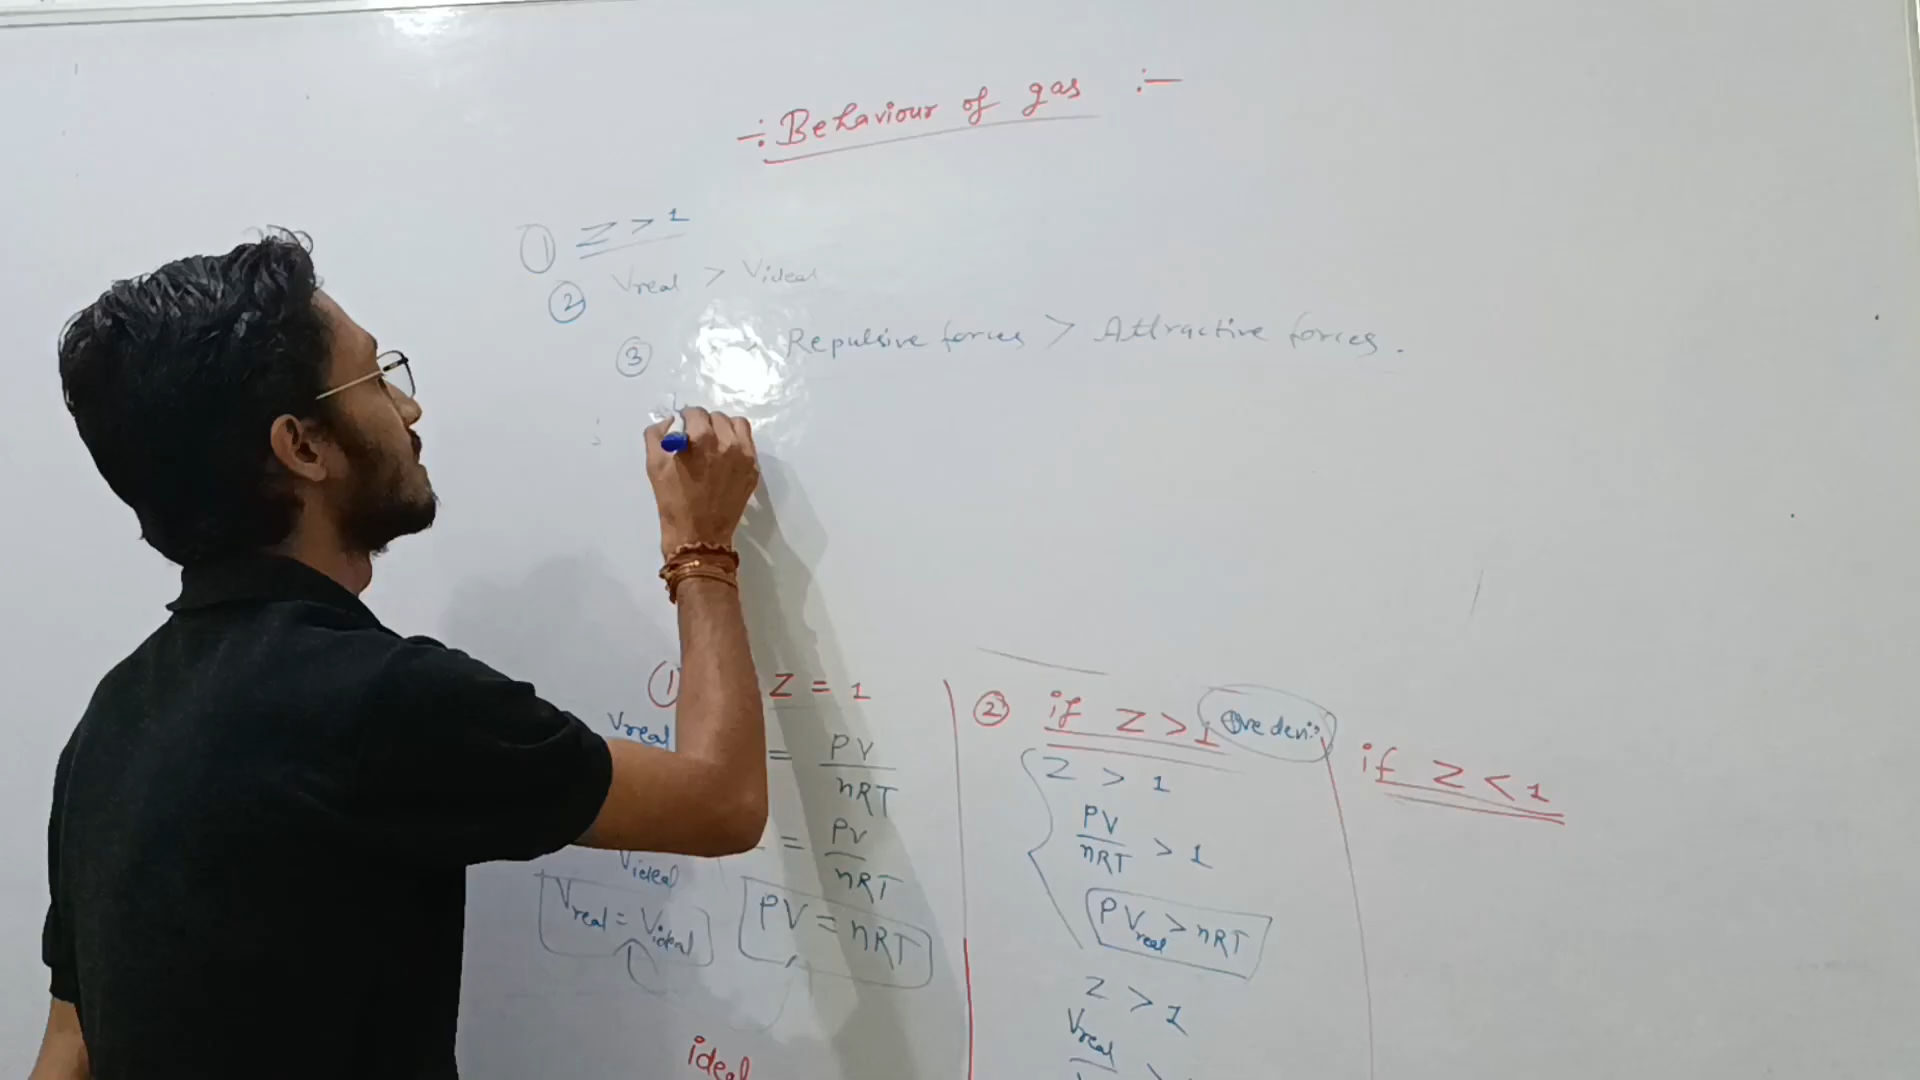 ÷ Behaviour of gas :-
① Z > 1
② Vreal > Videal
③ Repulsive forces > Attractive forces.
① Z = 1
Vreal = PV/nRT
= PV/nRT
Videal
Vreal = Videal
PV = nRT
ideal
② if Z > 1 ⊕ve devi:
Z > 1
PV/nRT > 1
PVreal > nRT
Z > 1
Vreal
if Z < 1